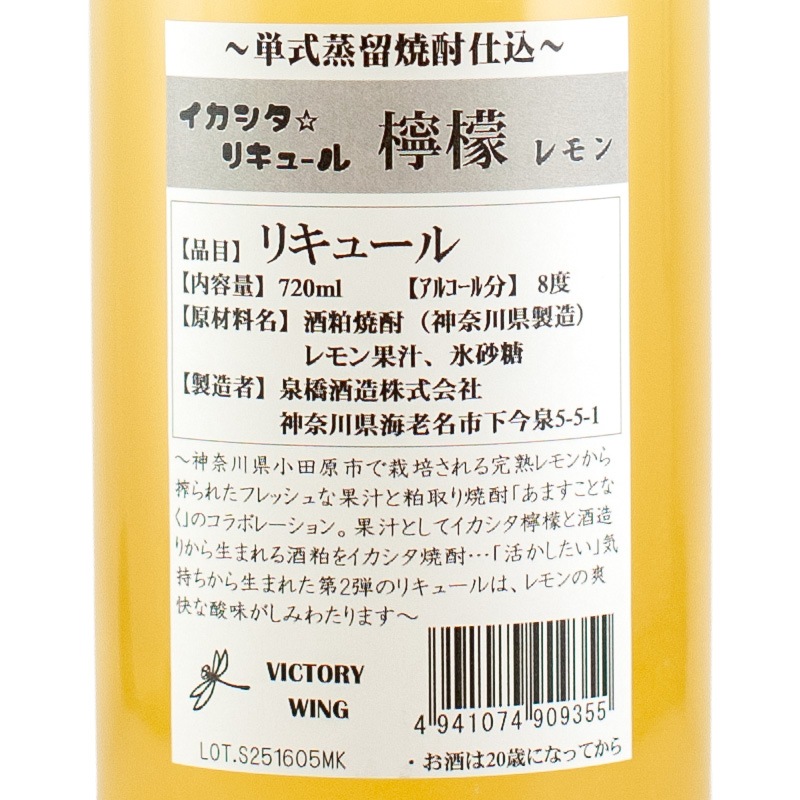 ～単式蒸留焼酎仕込～
イカシタ☆
リキュール
檸檬 レモン
【品目】リキュール
【内容量】720ml 【アルコール分】 8度
【原材料名】酒粕焼酎（神奈川県製造）
レモン果汁、氷砂糖
【製造者】泉橋酒造株式会社
神奈川県海老名市下今泉5-5-1
～神奈川県小田原市で栽培される完熟レモンから
搾られたフレッシュな果汁と粕取り焼酎「あますことな
く」のコラボレーション。果汁としてイカシタ檸檬と酒造
りから生まれる酒粕をイカシタ焼酎…「活かしたい」気
持ちから生まれた第2弾のリキュールは、レモンの爽
快な酸味がしみわたります～
VICTORY
WING
4 941074 909355
LOT.S251605MK
・お酒は20歳になってから